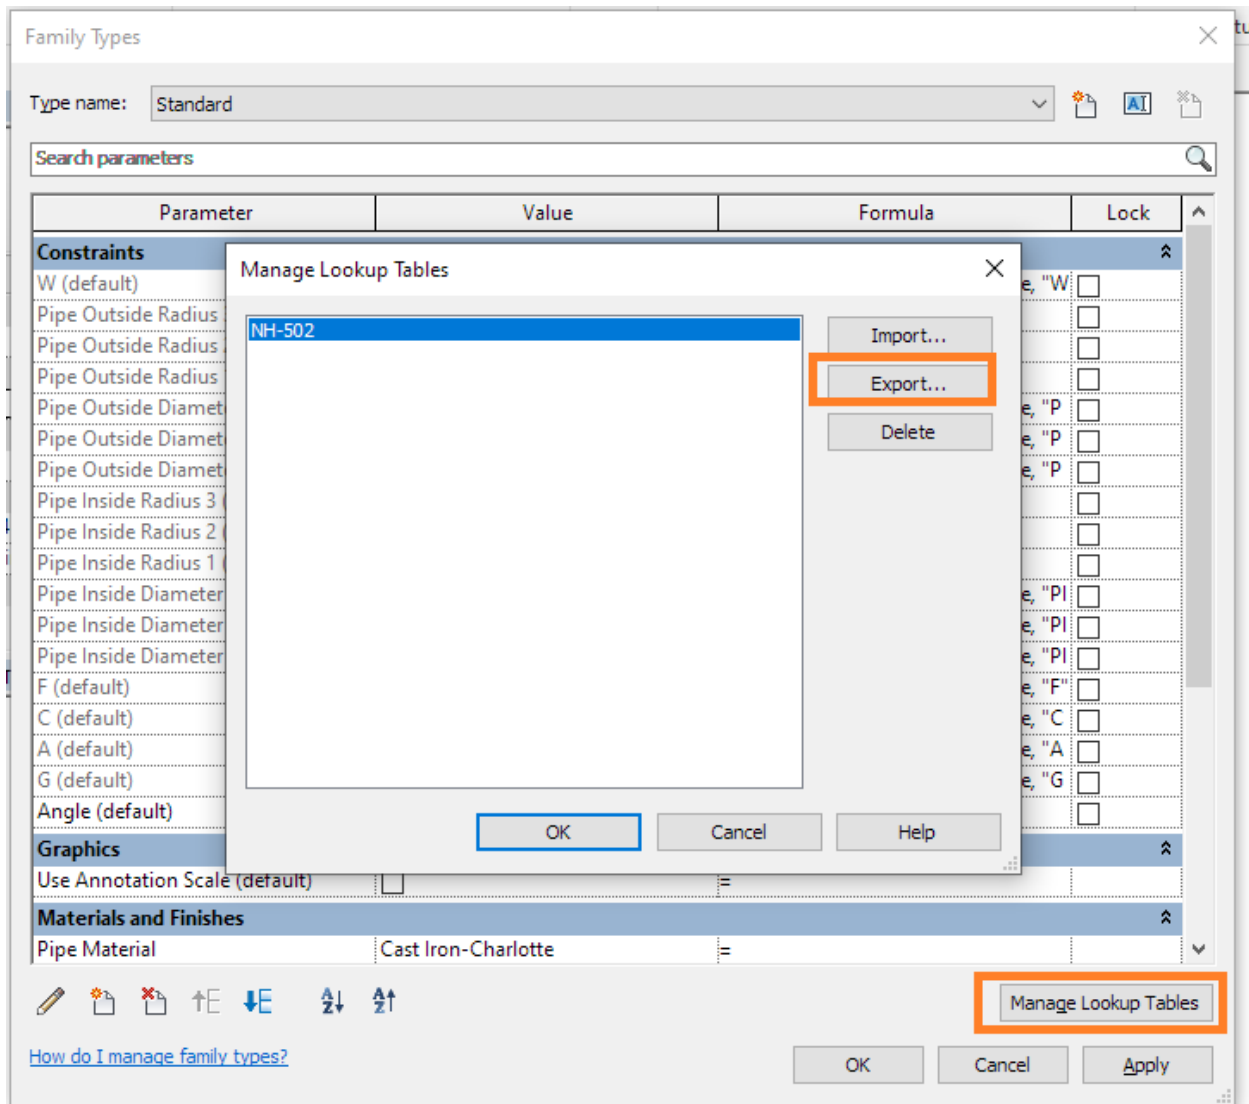 Family Types
tu
Type name: Standard
Search parameters
Parameter Value Formula Lock
Constraints
Manage Lookup Tables
W (default) e, "W
NH-502
Import...
Pipe Outside Radius
Pipe Outside Radius
Pipe Outside Radius
Export...
Pipe Outside Diamet e, "P
Delete
Pipe Outside Diamet e, "P
Pipe Outside Diamet e, "P
Pipe Inside Radius 3 (
Pipe Inside Radius 2 (
Pipe Inside Radius 1 (
Pipe Inside Diameter e, "PI
Pipe Inside Diameter e, "PI
Pipe Inside Diameter e, "PI
F (default) e, "F"
C (default) e, "C
A (default) e, "A
G (default) e, "G
Angle (default)
OK Cancel Help
Graphics
Use Annotation Scale (default) =
Materials and Finishes
Pipe Material Cast Iron-Charlotte =
Manage Lookup Tables
How do I manage family types?
OK Cancel Apply